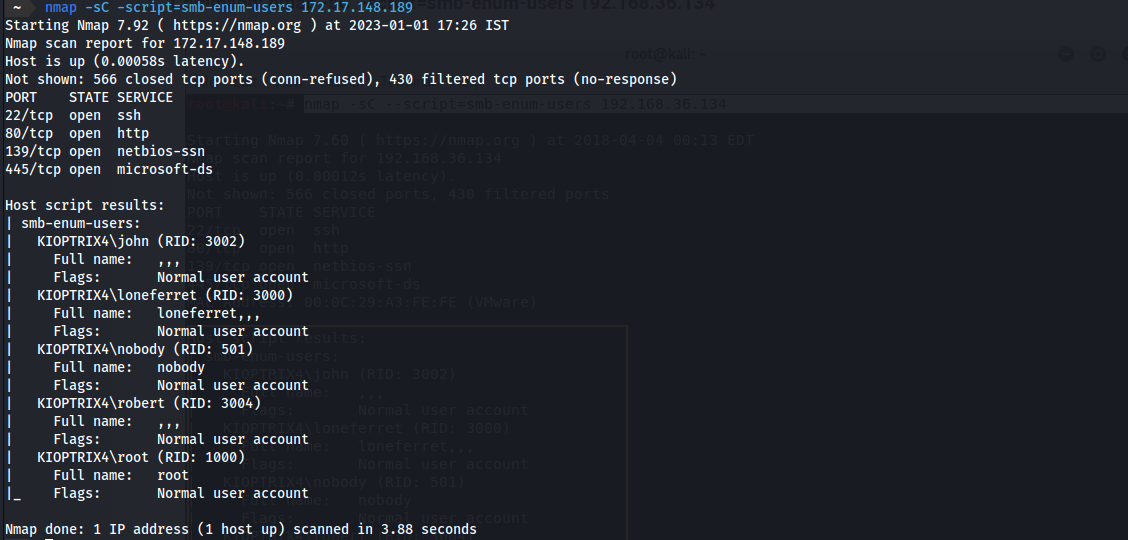 ~ nmap -sC -script=smb-enum-users 172.17.148.189
Starting Nmap 7.92 ( https://nmap.org ) at 2023-01-01 17:26 IST
Nmap scan report for 172.17.148.189
Host is up (0.00058s latency).
Not shown: 566 closed tcp ports (conn-refused), 430 filtered tcp ports (no-response)
PORT    STATE SERVICE
22/tcp  open  ssh
80/tcp  open  http
139/tcp open  netbios-ssn
445/tcp open  microsoft-ds
Host script results:
| smb-enum-users:
|   KIOPTRIX4\john (RID: 3002)
|     Full name:   ,,,
|     Flags:       Normal user account
|   KIOPTRIX4\loneferret (RID: 3000)
|     Full name:   loneferret,,,
|     Flags:       Normal user account
|   KIOPTRIX4\nobody (RID: 501)
|     Full name:   nobody
|     Flags:       Normal user account
|   KIOPTRIX4\robert (RID: 3004)
|     Full name:   ,,,
|     Flags:       Normal user account
|   KIOPTRIX4\root (RID: 1000)
|     Full name:   root
|_    Flags:       Normal user account
Nmap done: 1 IP address (1 host up) scanned in 3.88 seconds
192.168.36.134
root@kali: ~
# nmap -sC --script=smb-enum-users 192.168.36.134
Starting Nmap 7.60 ( https://nmap.org ) at 2018-04-04 00:13 EDT
scan report for 192.168.36.134
is up (0.00012s latency).
Not shown: 566 closed ports, 430 filtered ports
PORT    STATE SERVICE
22/tcp  open  ssh
open  http
139/tcp open  netbios-ssn
microsoft-ds
00:0C:29:A3:FE:FE (VMware)
script results:
smb-enum-users:
KIOPTRIX4\john (RID: 3002)
name:   ,,,
Flags:       Normal user account
KIOPTRIX4\loneferret (RID: 3000)
Full name:   loneferret,,,
Flags:       Normal user account
KIOPTRIX4\nobody (RID: 501)
Full name:   nobody
Flags:       Normal user account